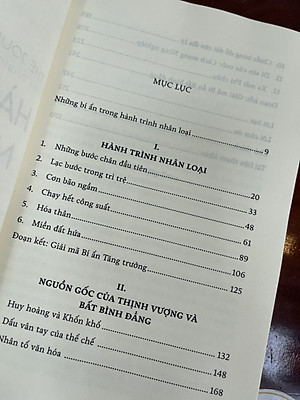 MỤC LỤC
Những bí ẩn trong hành trình nhân loại 9
I.
HÀNH TRÌNH NHÂN LOẠI
1. Những bước chân đầu tiên 20
2. Lạc bước trong trì trệ 33
3. Cơn bão ngầm 48
4. Chạy hết công suất 61
5. Hóa thân 89
6. Miền đất hứa 106
Đoạn kết: Giải mã Bí ẩn Tăng trưởng 125
II.
NGUỒN GỐC CỦA THỊNH VƯỢNG VÀ
BẤT BÌNH ĐẲNG
Huy hoàng và Khốn khổ 132
Dấu vân tay của thể chế 148
Nhân tố văn hóa 168